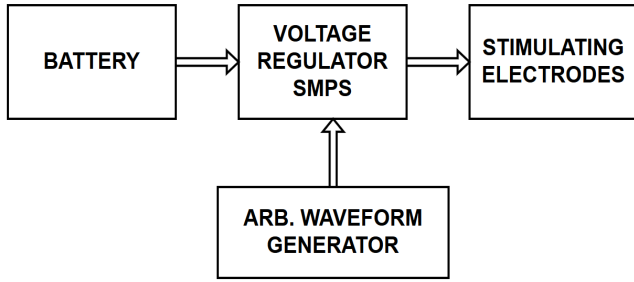 BATTERY
VOLTAGE
REGULATOR
SMPS
STIMULATING
ELECTRODES
ARB. WAVEFORM
GENERATOR